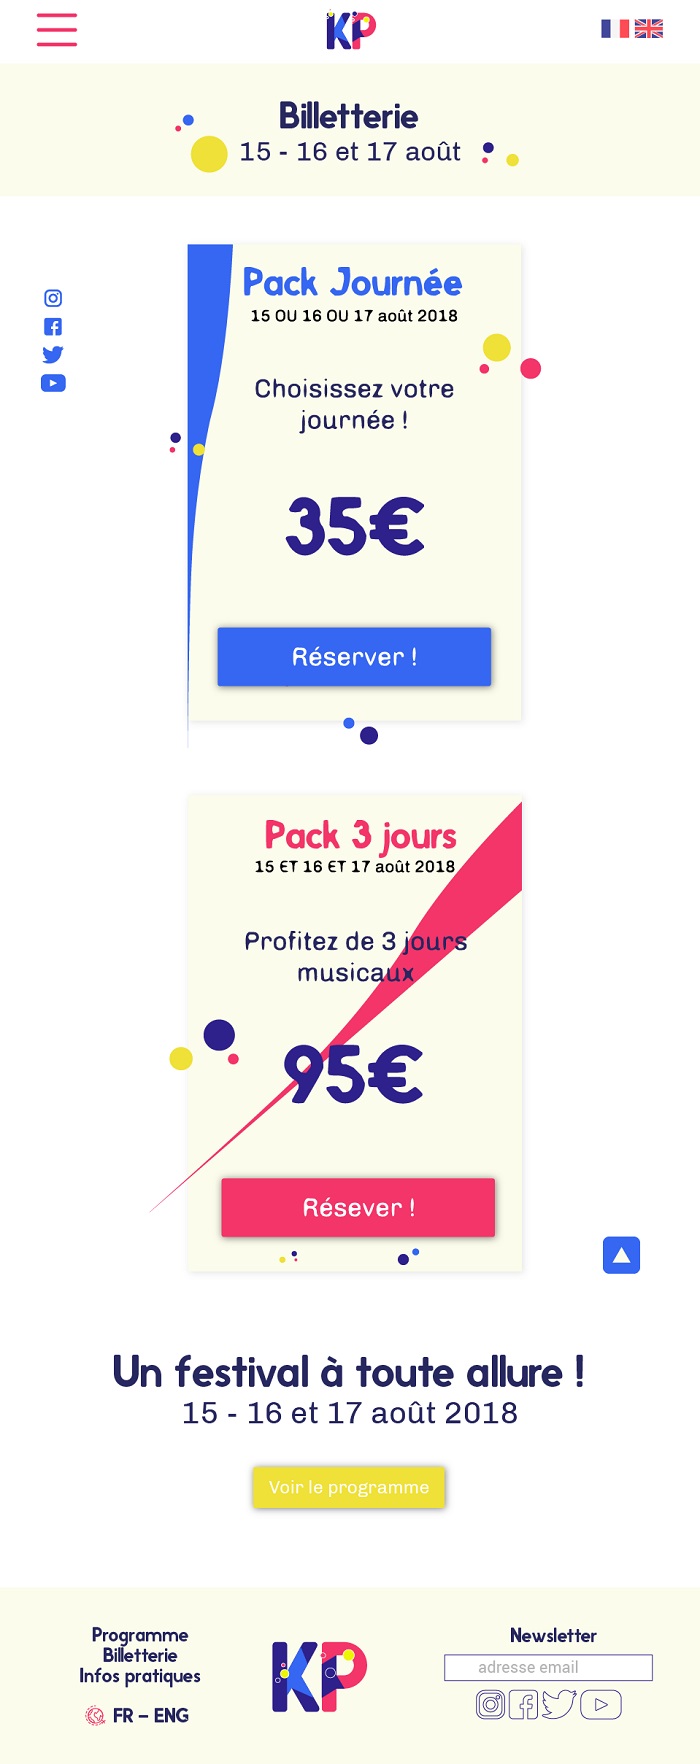 KP
Billetterie
15 - 16 et 17 août
Pack Journée
15 OU 16 OU 17 août 2018
Choisissez votre
journée !
35€
Réserver !
Pack 3 jours
15 ET 16 ET 17 août 2018
Profitez de 3 jours
musicaux
95€
Résever !
Un festival à toute allure !
15 - 16 et 17 août 2018
Voir le programme
Programme
Billetterie
Infos pratiques
FR – ENG
KP
Newsletter
adresse email